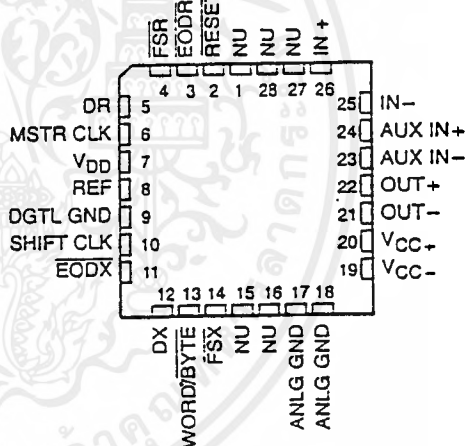 FSR
EODR
RESET
NU
NU
NU
IN+
4 3 2 1 28 27 26
DR 5
MSTR CLK 6
VDD 7
REF 8
DGTL GND 9
SHIFT CLK 10
EODX 11
25 IN−
24 AUX IN+
23 AUX IN−
22 OUT+
21 OUT−
20 VCC+
19 VCC−
12 13 14 15 16 17 18
DX
WORD/BYTE
FSX
NU
NU
ANLG GND
ANLG GND